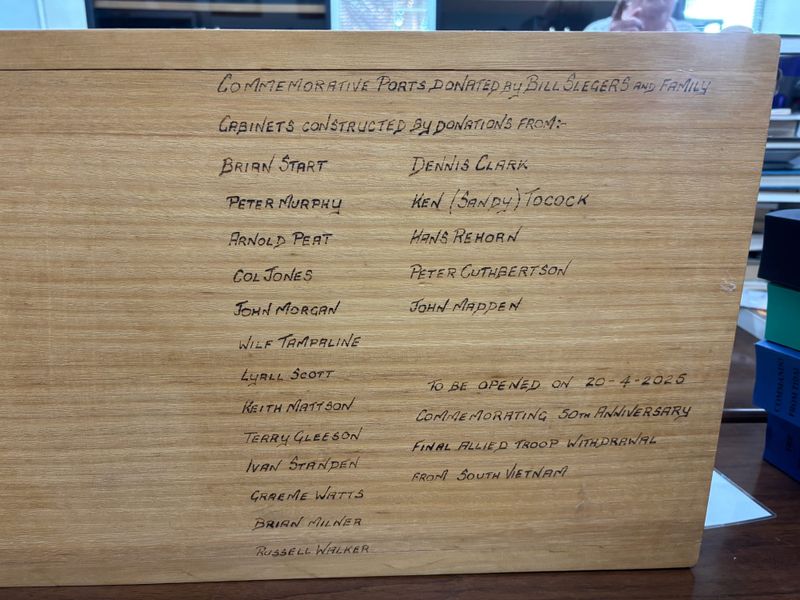 COMMEMORATIVE PORTS DONATED BY BILL SLEGERS AND FAMILY
CABINETS CONSTRUCTED BY DONATIONS FROM:-
BRIAN START
PETER MURPHY
ARNOLD PEAT
COL JONES
JOHN MORGAN
WILF TAMPALINE
LYALL SCOTT
KEITH MATTSON
TERRY GLEESON
IVAN STANDEN
GRAEME WATTS
BRIAN MILNER
RUSSELL WALKER
DENNIS CLARK
KEN (SANDY) TOCOCK
HANS REHORN
PETER CUTHBERTSON
JOHN MADDEN
TO BE OPENED ON 20-4-2025
COMMEMORATING 50TH ANNIVERSARY
FINAL ALLIED TROOP WITHDRAWAL
FROM SOUTH VIETNAM